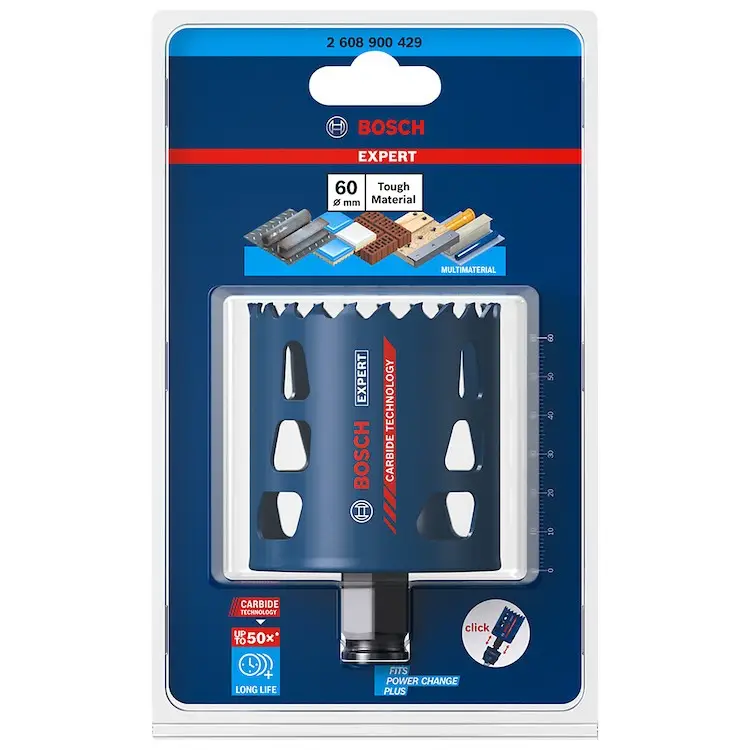 2 608 900 429
BOSCH
EXPERT
60
ø mm
Tough
Material
MULTIMATERIAL
BOSCH EXPERT
CARBIDE TECHNOLOGY
60
50
40
30
20
10
0
CARBIDE
TECHNOLOGY
UP TO 50×*
LONG LIFE
click
FITS
POWER CHANGE
PLUS